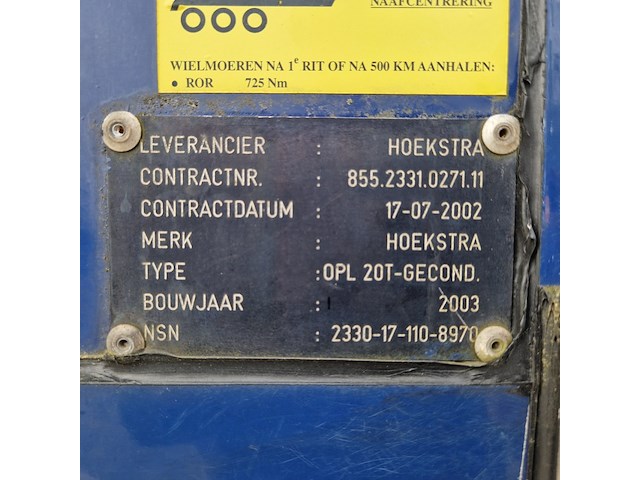 NAAFCENTRERING
WIELMOEREN NA 1e RIT OF NA 500 KM AANHALEN:
● ROR 725 Nm
LEVERANCIER : HOEKSTRA
CONTRACTNR. : 855.2331.0271.11
CONTRACTDATUM : 17-07-2002
MERK : HOEKSTRA
TYPE : OPL 20T-GECOND.
BOUWJAAR : 2003
NSN : 2330-17-110-8970